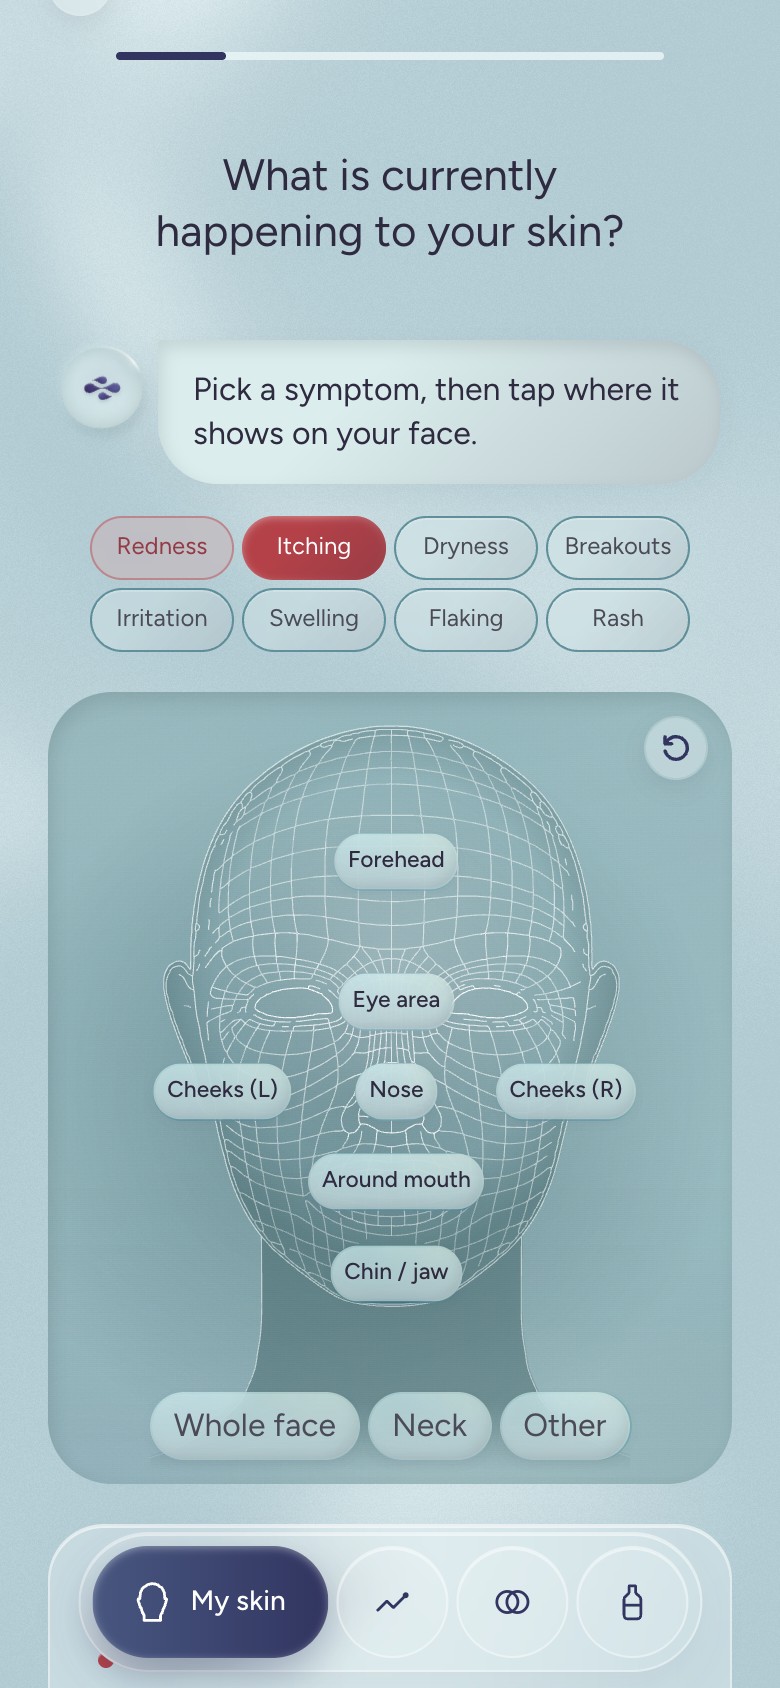 What is currently
happening to your skin?
Pick a symptom, then tap where it
shows on your face.
Redness
Itching
Dryness
Breakouts
Irritation
Swelling
Flaking
Rash
Forehead
Eye area
Cheeks (L)
Nose
Cheeks (R)
Around mouth
Chin / jaw
Whole face
Neck
Other
My skin